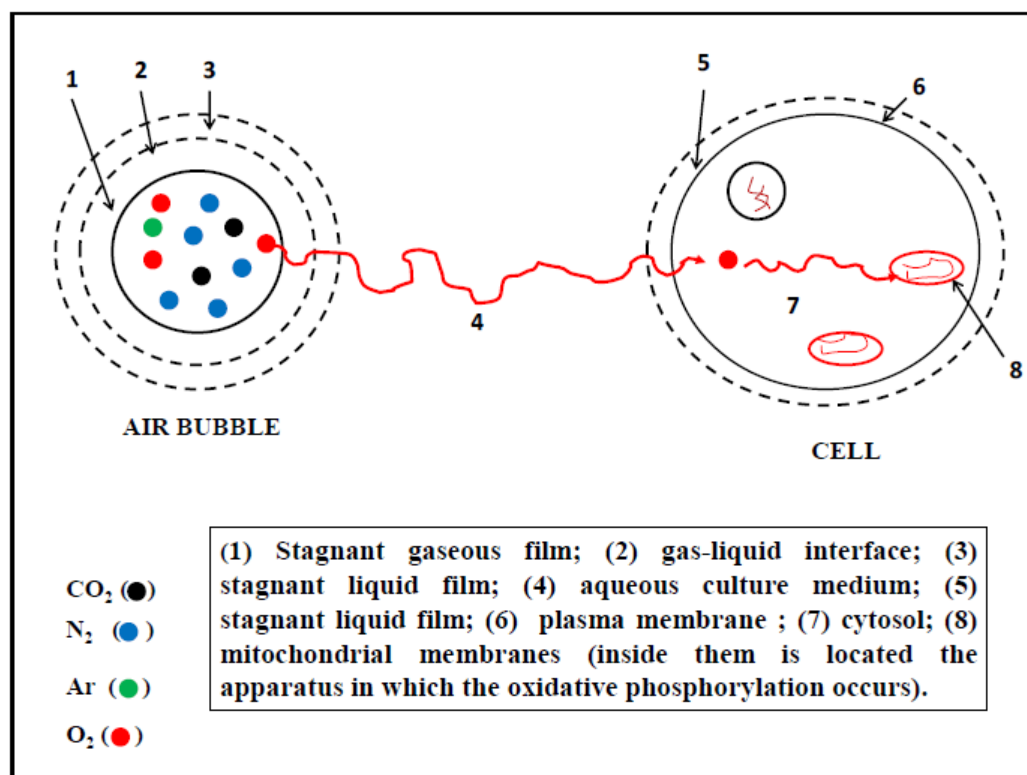 1
2
3
5
6
4
7
8
AIR BUBBLE
CELL
(1) Stagnant gaseous film; (2) gas-liquid interface; (3)
stagnant liquid film; (4) aqueous culture medium; (5)
stagnant liquid film; (6) plasma membrane ; (7) cytosol; (8)
mitochondrial membranes (inside them is located the
apparatus in which the oxidative phosphorylation occurs).
CO₂ ( )
N₂ ( )
Ar ( )
O₂ ( )